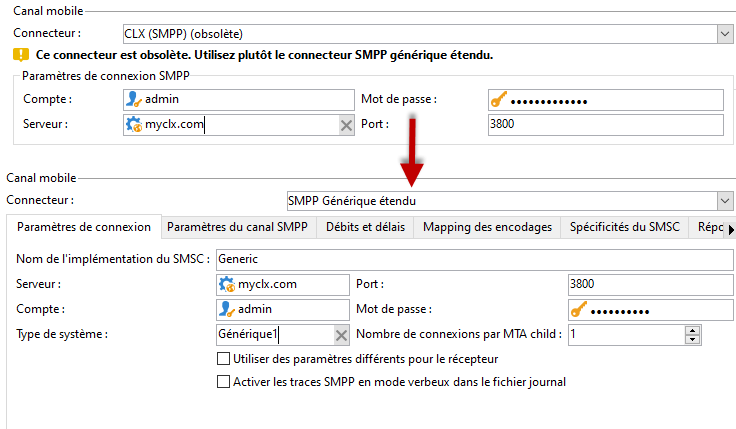 Canal mobile
Connecteur : CLX (SMPP) (obsolète)
Ce connecteur est obsolète. Utilisez plutôt le connecteur SMPP générique étendu.
Paramètres de connexion SMPP
Compte : admin Mot de passe : •••••••••••••
Serveur : myclx.com Port : 3800
Canal mobile
Connecteur : SMPP Générique étendu
Paramètres de connexion Paramètres du canal SMPP Débits et délais Mapping des encodages Spécificités du SMSC Répo
Nom de l'implémentation du SMSC : Generic
Serveur : myclx.com Port : 3800
Compte : admin Mot de passe : ••••••••••
Type de système : Générique1 Nombre de connexions par MTA child : 1
Utiliser des paramètres différents pour le récepteur
Activer les traces SMPP en mode verbeux dans le fichier journal